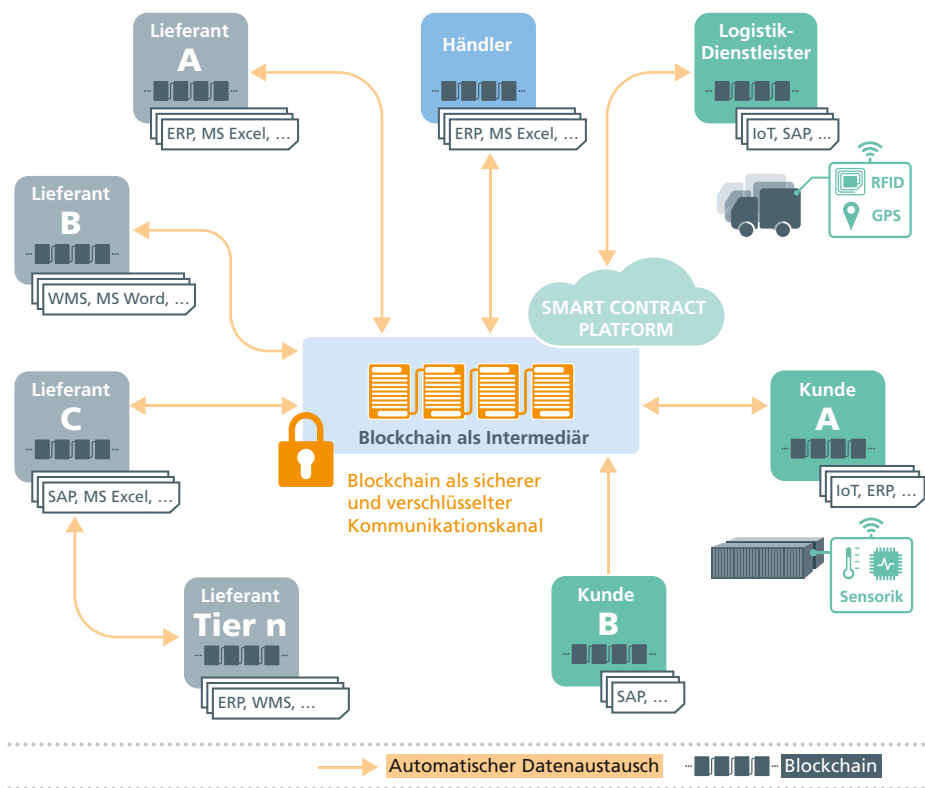 Lieferant
A
ERP, MS Excel, ...
Händler
ERP, MS Excel, ...
Logistik-
Dienstleister
IoT, SAP, ...
RFID
GPS
Lieferant
B
WMS, MS Word, ...
SMART CONTRACT
PLATFORM
Lieferant
C
SAP, MS Excel, ...
Blockchain als Intermediär
Blockchain als sicherer
und verschlüsselter
Kommunikationskanal
Kunde
A
IoT, ERP, ...
Sensorik
Lieferant
Tier n
ERP, WMS, ...
Kunde
B
SAP, ...
Automatischer Datenaustausch
Blockchain